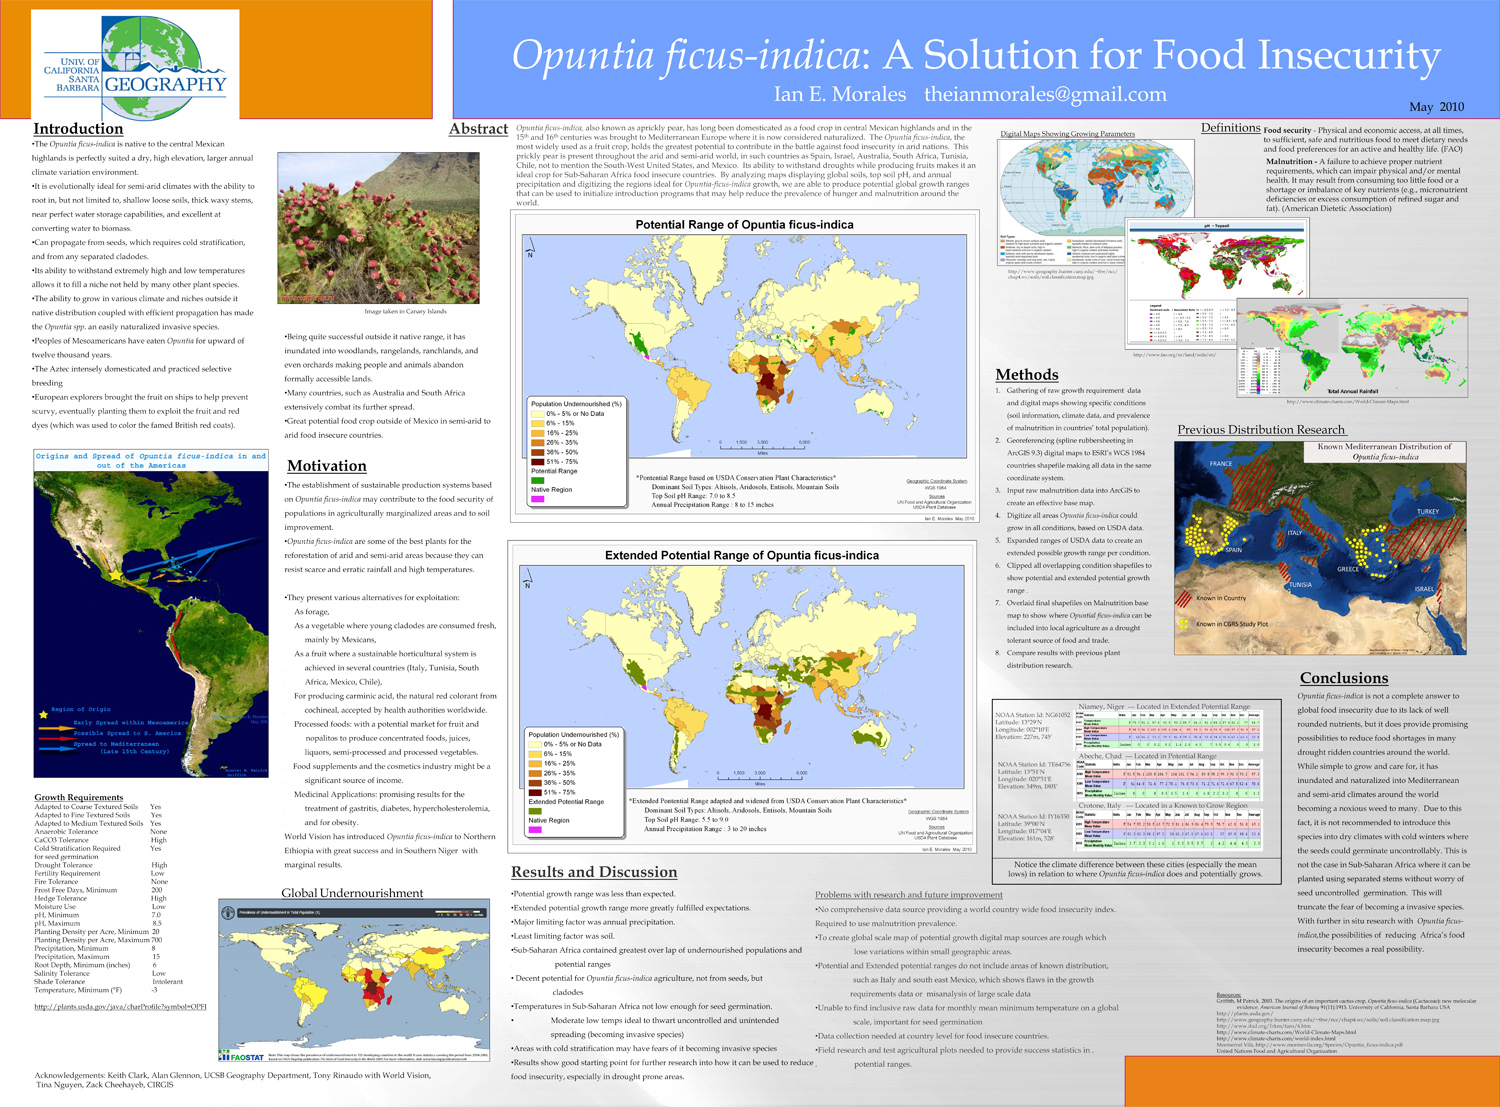 UNIV. OF
CALIFORNIA
SANTA
BARBARA
GEOGRAPHY
Opuntia ficus-indica: A Solution for Food Insecurity
Ian E. Morales theianmorales@gmail.com
May 2010
Introduction
•The Opuntia ficus-indica is native to the central Mexican
highlands is perfectly suited a dry, high elevation, larger annual
climate variation environment.
•It is evolutionally ideal for semi-arid climates with the ability to
root in, but not limited to, shallow loose soils, thick waxy stems,
near perfect water storage capabilities, and excellent at
converting water to biomass.
•Can propagate from seeds, which requires cold stratification,
and from any separated cladodes.
•Its ability to withstand extremely high and low temperatures
allows it to fill a niche not held by many other plant species.
•The ability to grow in various climate and niches outside it
native distribution coupled with efficient propagation has made
the Opuntia spp. an easily naturalized invasive species.
•Peoples of Mesoamericans have eaten Opuntia for upward of
twelve thousand years.
•The Aztec intensely domesticated and practiced selective
breeding
•European explorers brought the fruit on ships to help prevent
scurvy, eventually planting them to exploit the fruit and red
dyes (which was used to color the famed British red coats).
Origins and Spread of Opuntia ficus-indica in and
out of the Americas
Region of Origin
Early Spread within Mesoamerica
Possible Spread to S. America
Spread to Mediterranean
(Late 15th Century)
Growth Requirements
Adapted to Coarse Textured Soils Yes
Adapted to Fine Textured Soils Yes
Adapted to Medium Textured Soils Yes
Anaerobic Tolerance None
CaCO3 Tolerance High
Cold Stratification Required Yes
for seed germination
Drought Tolerance High
Fertility Requirement Low
Fire Tolerance None
Frost Free Days, Minimum 200
Hedge Tolerance High
Moisture Use Low
pH, Minimum 7.0
pH, Maximum 8.5
Planting Density per Acre, Minimum 20
Planting Density per Acre, Maximum 700
Precipitation, Minimum 8
Precipitation, Maximum 15
Root Depth, Minimum (inches) 6
Salinity Tolerance Low
Shade Tolerance Intolerant
Temperature, Minimum (°F) -3
http://plants.usda.gov/java/charProfile?symbol=OPFI
Acknowledgements: Keith Clark, Alan Glennon, UCSB Geography Department, Tony Rinaudo with World Vision,
Tina Nguyen, Zack Cheehayeb, CIRGIS
Image taken in Canary Islands
•Being quite successful outside it native range, it has
inundated into woodlands, rangelands, ranchlands, and
even orchards making people and animals abandon
formally accessible lands.
•Many countries, such as Australia and South Africa
extensively combat its further spread.
•Great potential food crop outside of Mexico in semi-arid to
arid food insecure countries.
Motivation
•The establishment of sustainable production systems based
on Opuntia ficus-indica may contribute to the food security of
populations in agriculturally marginalized areas and to soil
improvement.
•Opuntia ficus-indica are some of the best plants for the
reforestation of arid and semi-arid areas because they can
resist scarce and erratic rainfall and high temperatures.
•They present various alternatives for exploitation:
As forage,
As a vegetable where young cladodes are consumed fresh,
mainly by Mexicans,
As a fruit where a sustainable horticultural system is
achieved in several countries (Italy, Tunisia, South
Africa, Mexico, Chile),
For producing carminic acid, the natural red colorant from
cochineal, accepted by health authorities worldwide.
Processed foods: with a potential market for fruit and
nopalitos to produce concentrated foods, juices,
liquors, semi-processed and processed vegetables.
Food supplements and the cosmetics industry might be a
significant source of income.
Medicinal Applications: promising results for the
treatment of gastritis, diabetes, hypercholesterolemia,
and for obesity.
World Vision has introduced Opuntia ficus-indica to Northern
Ethiopia with great success and in Southern Niger with
marginal results.
Global Undernourishment
Prevalence of Undernourishment in Total Population (%)
FAOSTAT
Abstract
Opuntia ficus-indica, also known as aprickly pear, has long been domesticated as a food crop in central Mexican highlands and in the
15th and 16th centuries was brought to Mediterranean Europe where it is now considered naturalized. The Opuntia ficus-indica, the
most widely used as a fruit crop, holds the greatest potential to contribute in the battle against food insecurity in arid nations. This
prickly pear is present throughout the arid and semi-arid world, in such countries as Spain, Israel, Australia, South Africa, Tunisia,
Chile, not to mention the South-West United States, and Mexico. Its ability to withstand droughts while producing fruits makes it an
ideal crop for Sub-Saharan Africa food insecure countries. By analyzing maps displaying global soils, top soil pH, and annual
precipitation and digitizing the regions ideal for Opuntia-ficus-indica growth, we are able to produce potential global growth ranges
that can be used to initialize introduction programs that may help reduce the prevalence of hunger and malnutrition around the
world.
Potential Range of Opuntia ficus-indica
N
Population Undernourished (%)
0% - 5% or No Data
6% - 15%
16% - 25%
26% - 35%
36% - 50%
51% - 75%
Potential Range
Native Region
0 1,500 3,000 6,000
Miles
*Pontential Range based on USDA Conservation Plant Characteristics*
Dominant Soil Types: Altisols, Aridosols, Entisols, Mountain Soils
Top Soil pH Range: 7.0 to 8.5
Annual Precipitation Range : 8 to 15 inches
Geographic Coordinate System
WGS 1984
Sources
UN Food and Agricultural Organization
USDA Plant Database
Ian E. Morales May 2010
Extended Potential Range of Opuntia ficus-indica
N
Population Undernourished (%)
0% - 5% or No Data
6% - 15%
16% - 25%
26% - 35%
36% - 50%
51% - 75%
Extended Potential Range
Native Region
0 1,500 3,000 6,000
Miles
*Extended Pontential Range adapted and widened from USDA Conservation Plant Characteristics*
Dominant Soil Types: Altisols, Aridosols, Entisols, Mountain Soils
Top Soil pH Range: 5.5 to 9.0
Annual Precipitation Range : 3 to 20 inches
Geographic Coordinate System
WGS 1984
Sources
UN Food and Agricultural Organization
USDA Plant Database
Ian E. Morales May 2010
Results and Discussion
•Potential growth range was less than expected.
•Extended potential growth range more greatly fulfilled expectations.
•Major limiting factor was annual precipitation.
•Least limiting factor was soil.
•Sub-Saharan Africa contained greatest over lap of undernourished populations and
potential ranges
• Decent potential for Opuntia ficus-indica agriculture, not from seeds, but
cladodes
•Temperatures in Sub-Saharan Africa not low enough for seed germination.
• Moderate low temps ideal to thwart uncontrolled and unintended
spreading (becoming invasive species)
•Areas with cold stratification may have fears of it becoming invasive species
•Results show good starting point for further research into how it can be used to reduce
food insecurity, especially in drought prone areas.
Problems with research and future improvement
•No comprehensive data source providing a world country wide food insecurity index.
Required to use malnutrition prevalence.
•To create global scale map of potential growth digital map sources are rough which
lose variations within small geographic areas.
•Potential and Extended potential ranges do not include areas of known distribution,
such as Italy and south east Mexico, which shows flaws in the growth
requirements data or misanalysis of large scale data
•Unable to find inclusive raw data for monthly mean minimum temperature on a global
scale, important for seed germination
•Data collection needed at country level for food insecure countries.
•Field research and test agricultural plots needed to provide success statistics in .
potential ranges.
Digital Maps Showing Growing Parameters
pH - Topsoil
Total Annual Rainfall
http://www.climate-charts.com/World-Climate-Maps.html
Definitions
Food security - Physical and economic access, at all times,
to sufficient, safe and nutritious food to meet dietary needs
and food preferences for an active and healthy life. (FAO)
Malnutrition - A failure to achieve proper nutrient
requirements, which can impair physical and/or mental
health. It may result from consuming too little food or a
shortage or imbalance of key nutrients (e.g., micronutrient
deficiencies or excess consumption of refined sugar and
fat). (American Dietetic Association)
Methods
1. Gathering of raw growth requirement data
and digital maps showing specific conditions
(soil information, climate data, and prevalence
of malnutrition in countries' total population).
2. Georeferencing (spline rubbersheeting in
ArcGIS 9.3) digital maps to ESRI's WGS 1984
countries shapefile making all data in the same
coordinate system.
3. Input raw malnutrition data into ArcGIS to
create an effective base map.
4. Digitize all areas Opuntia ficus-indica could
grow in all conditions, based on USDA data.
5. Expanded ranges of USDA data to create an
extended possible growth range per condition.
6. Clipped all overlapping condition shapefiles to
show potential and extended potential growth
range .
7. Overlaid final shapefiles on Malnutrition base
map to show where Opuntial ficus-indica can be
included into local agriculture as a drought
tolerant source of food and trade.
8. Compare results with previous plant
distribution research.
Previous Distribution Research
Known Mediterranean Distribution of
Opuntia ficus-indica
FRANCE
SPAIN
ITALY
GREECE
TURKEY
TUNISIA
ISRAEL
Known in Country
Known in CGRS Study Plot
NOAA Station Id: NG61052
Latitude: 13°29'N
Longitude: 002°10'E
Elevation: 227m, 745'
Niamey, Niger --- Located in Extended Potential Range
NOAA Station Id: TE64756
Latitude: 13°51'N
Longitude: 020°51'E
Elevation: 549m, 1801'
Abeche, Chad --- Located in Potential Range
NOAA Station Id: IY16350
Latitude: 39°00'N
Longitude: 017°04'E
Elevation: 161m, 528'
Crotone, Italy --- Located in a Known to Grow Region
Notice the climate difference between these cities (especially the mean
lows) in relation to where Opuntia ficus-indica does and potentially grows.
Conclusions
Opuntia ficus-indica is not a complete answer to
global food insecurity due to its lack of well
rounded nutrients, but it does provide promising
possibilities to reduce food shortages in many
drought ridden countries around the world.
While simple to grow and care for, it has
inundated and naturalized into Mediterranean
and semi-arid climates around the world
becoming a noxious weed to many. Due to this
fact, it is not recommended to introduce this
species into dry climates with cold winters where
the seeds could germinate uncontrollably. This is
not the case in Sub-Saharan Africa where it can be
planted using separated stems without worry of
seed uncontrolled germination. This will
truncate the fear of becoming a invasive species.
With further in situ research with Opuntia ficus-
indica,the possibilities of reducing Africa's food
insecurity becomes a real possibility.
Resources:
http://plants.usda.gov/
http://www.climate-charts.com/World-Climate-Maps.html
http://www.climate-charts.com/world-index.html
United Nations Food and Agricultural Organization